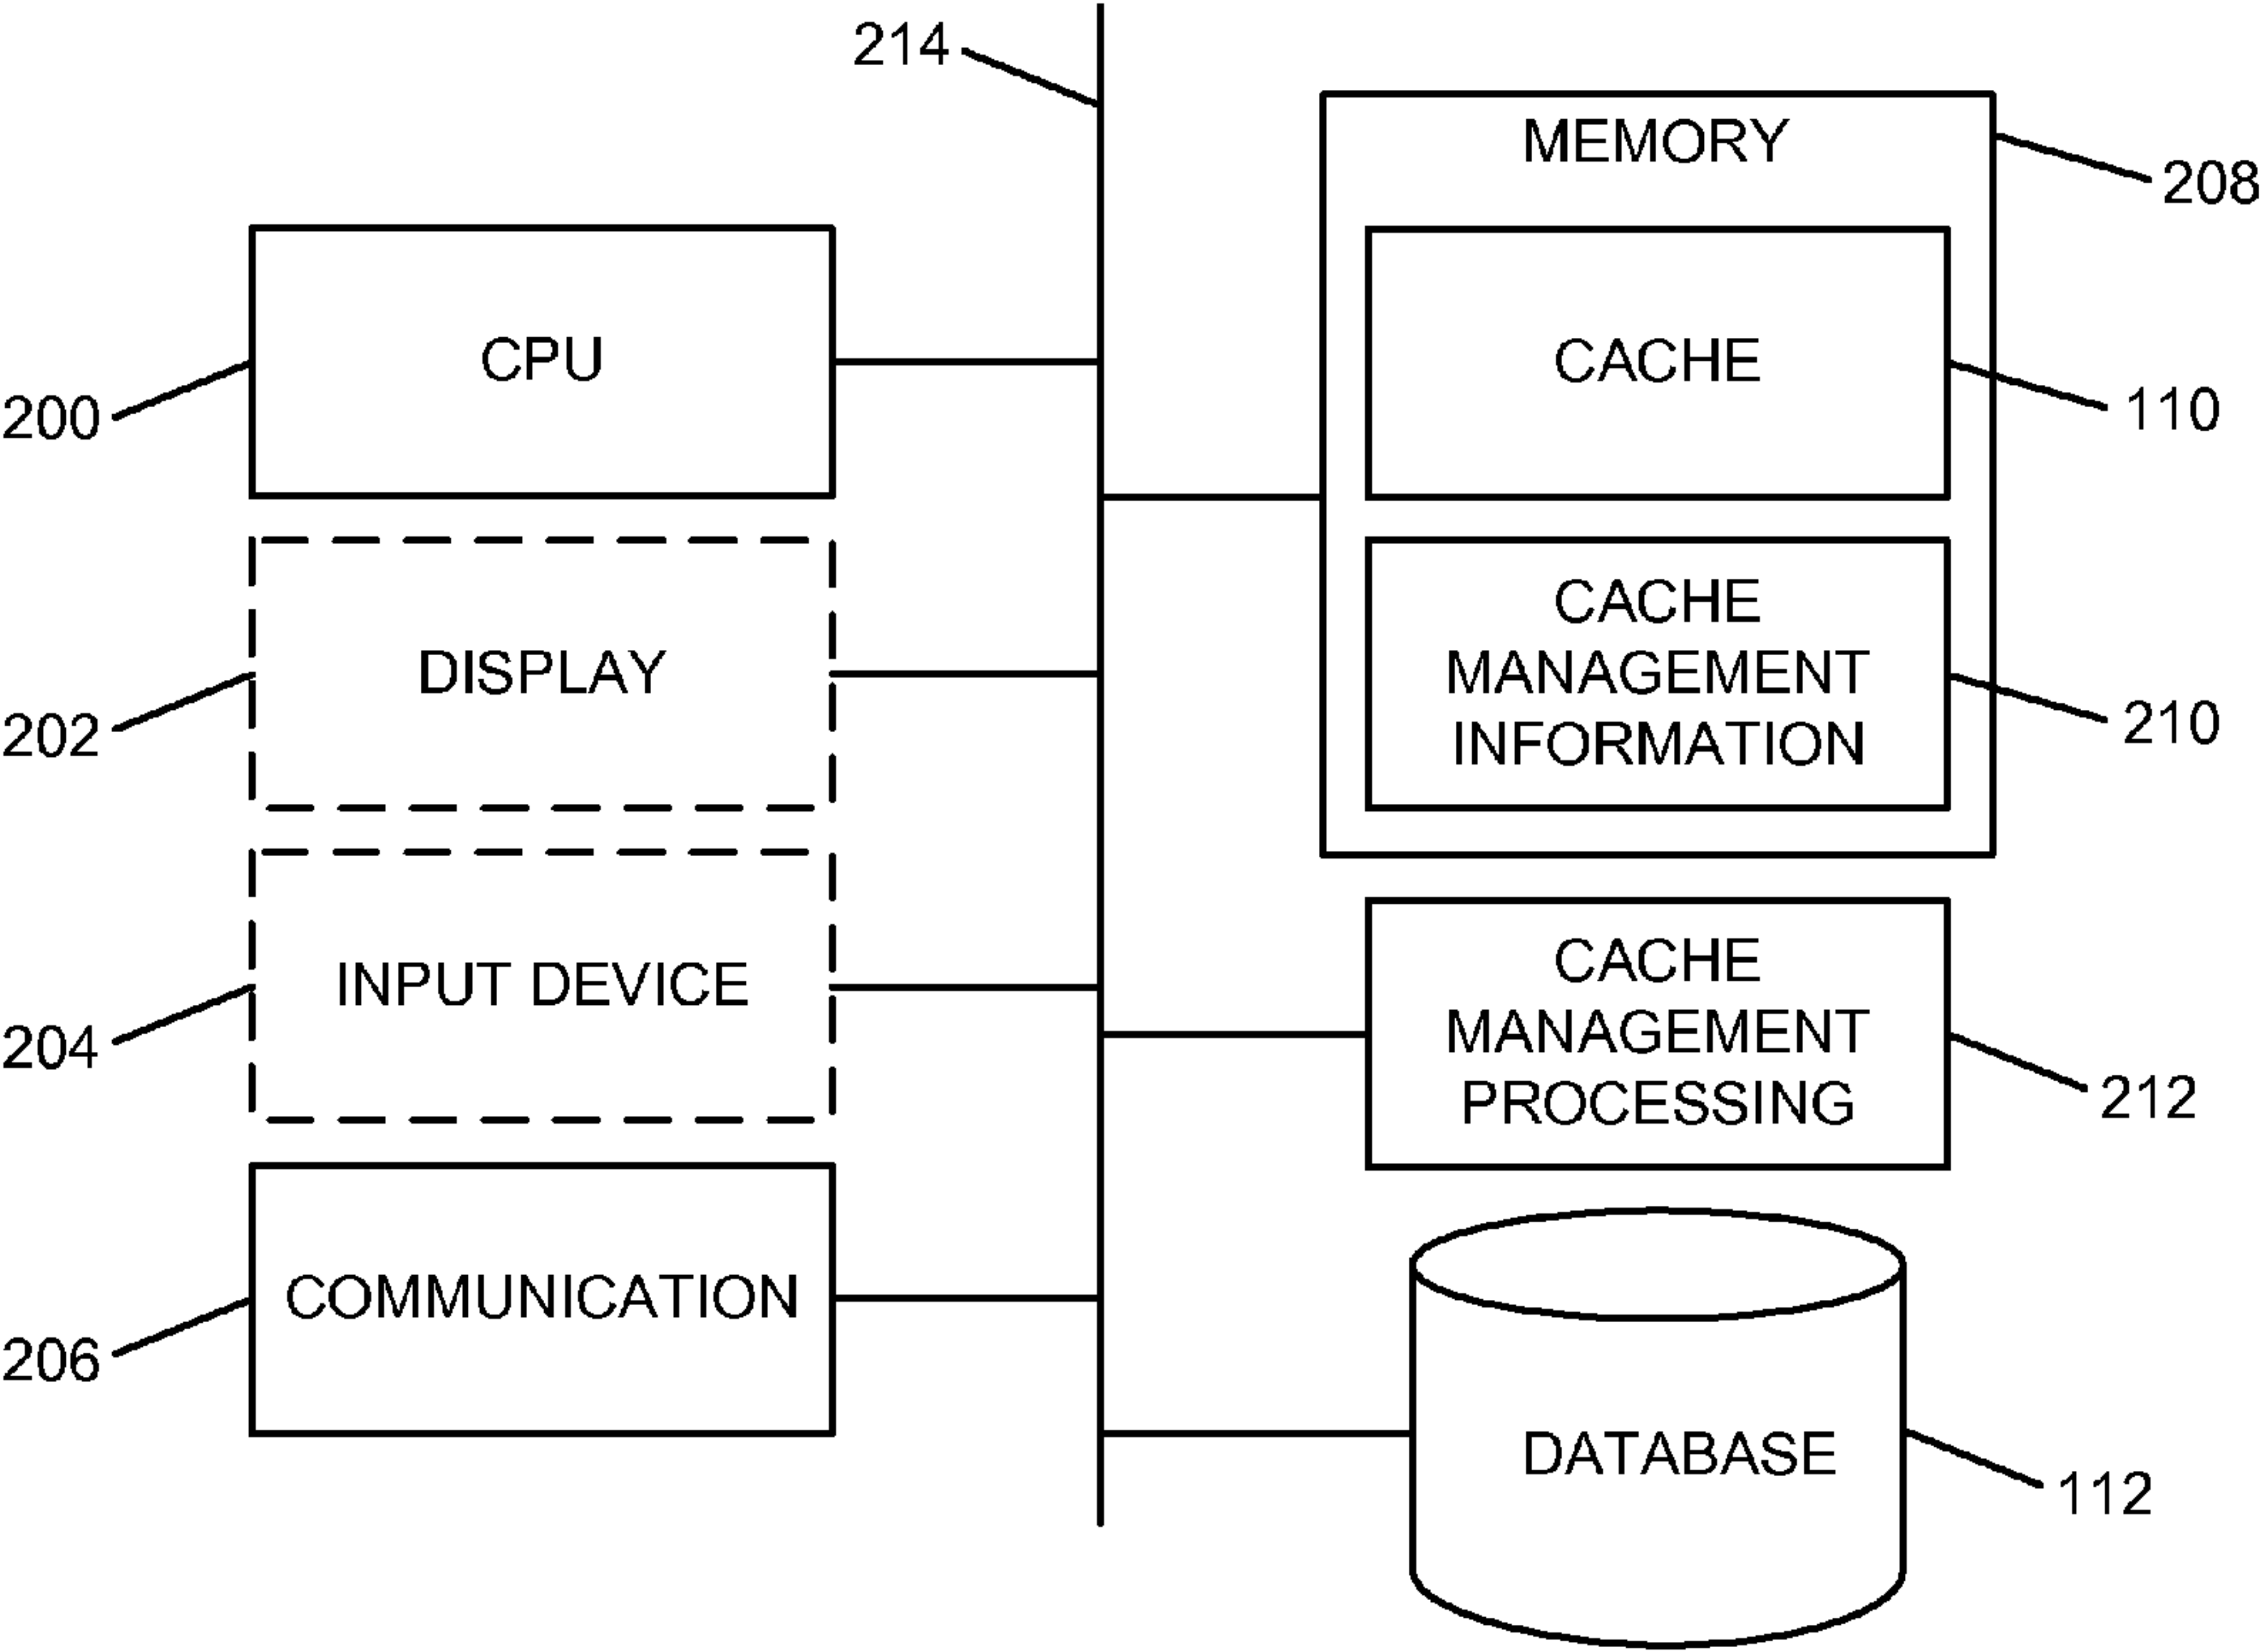 214
MEMORY
208
CPU
200
CACHE
110
DISPLAY
202
CACHE
MANAGEMENT
INFORMATION
210
INPUT DEVICE
204
CACHE
MANAGEMENT
PROCESSING
212
COMMUNICATION
206
DATABASE
112